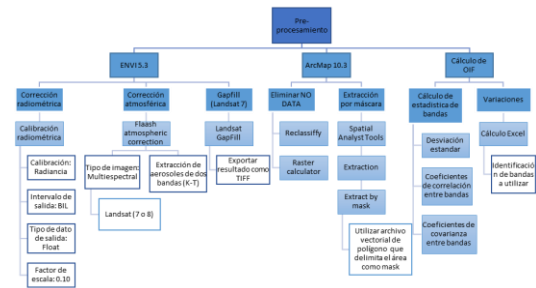 Pre-
procesamiento
ENVI 5.3
ArcMap 10.3
Cálculo de
OIF
Corrección
radiométrica
Corrección
atmosférica
Gapfill
(Landsat 7)
Eliminar NO
DATA
Extracción
por máscara
Cálculo de
estadistica de
bandas
Variaciones
Calibración
radiométrica
Flaash
atmospheric
correction
Landsat
GapFill
Reclassiffy
Spatial
Analyst Tools
Desviación
estandar
Cálculo Excel
Calibración:
Radiancia
Tipo de imagen:
Multiespectral
Extracción de
aerosoles de dos
bandas (K-T)
Exportar
resultado como
TIFF
Raster
calculator
Extraction
Coeficientes
de correlación
entre bandas
Identificació
n de bandas
a utilizar
Intervalo de
salida: BIL
Landsat (7 o 8)
Extract by
mask
Tipo de dato
de salida:
Float
Utilizar archivo
vectorial de
polígono que
delimita el área
como mask
Coeficientes de
covarianza
entre bandas
Factor de
escala: 0.10